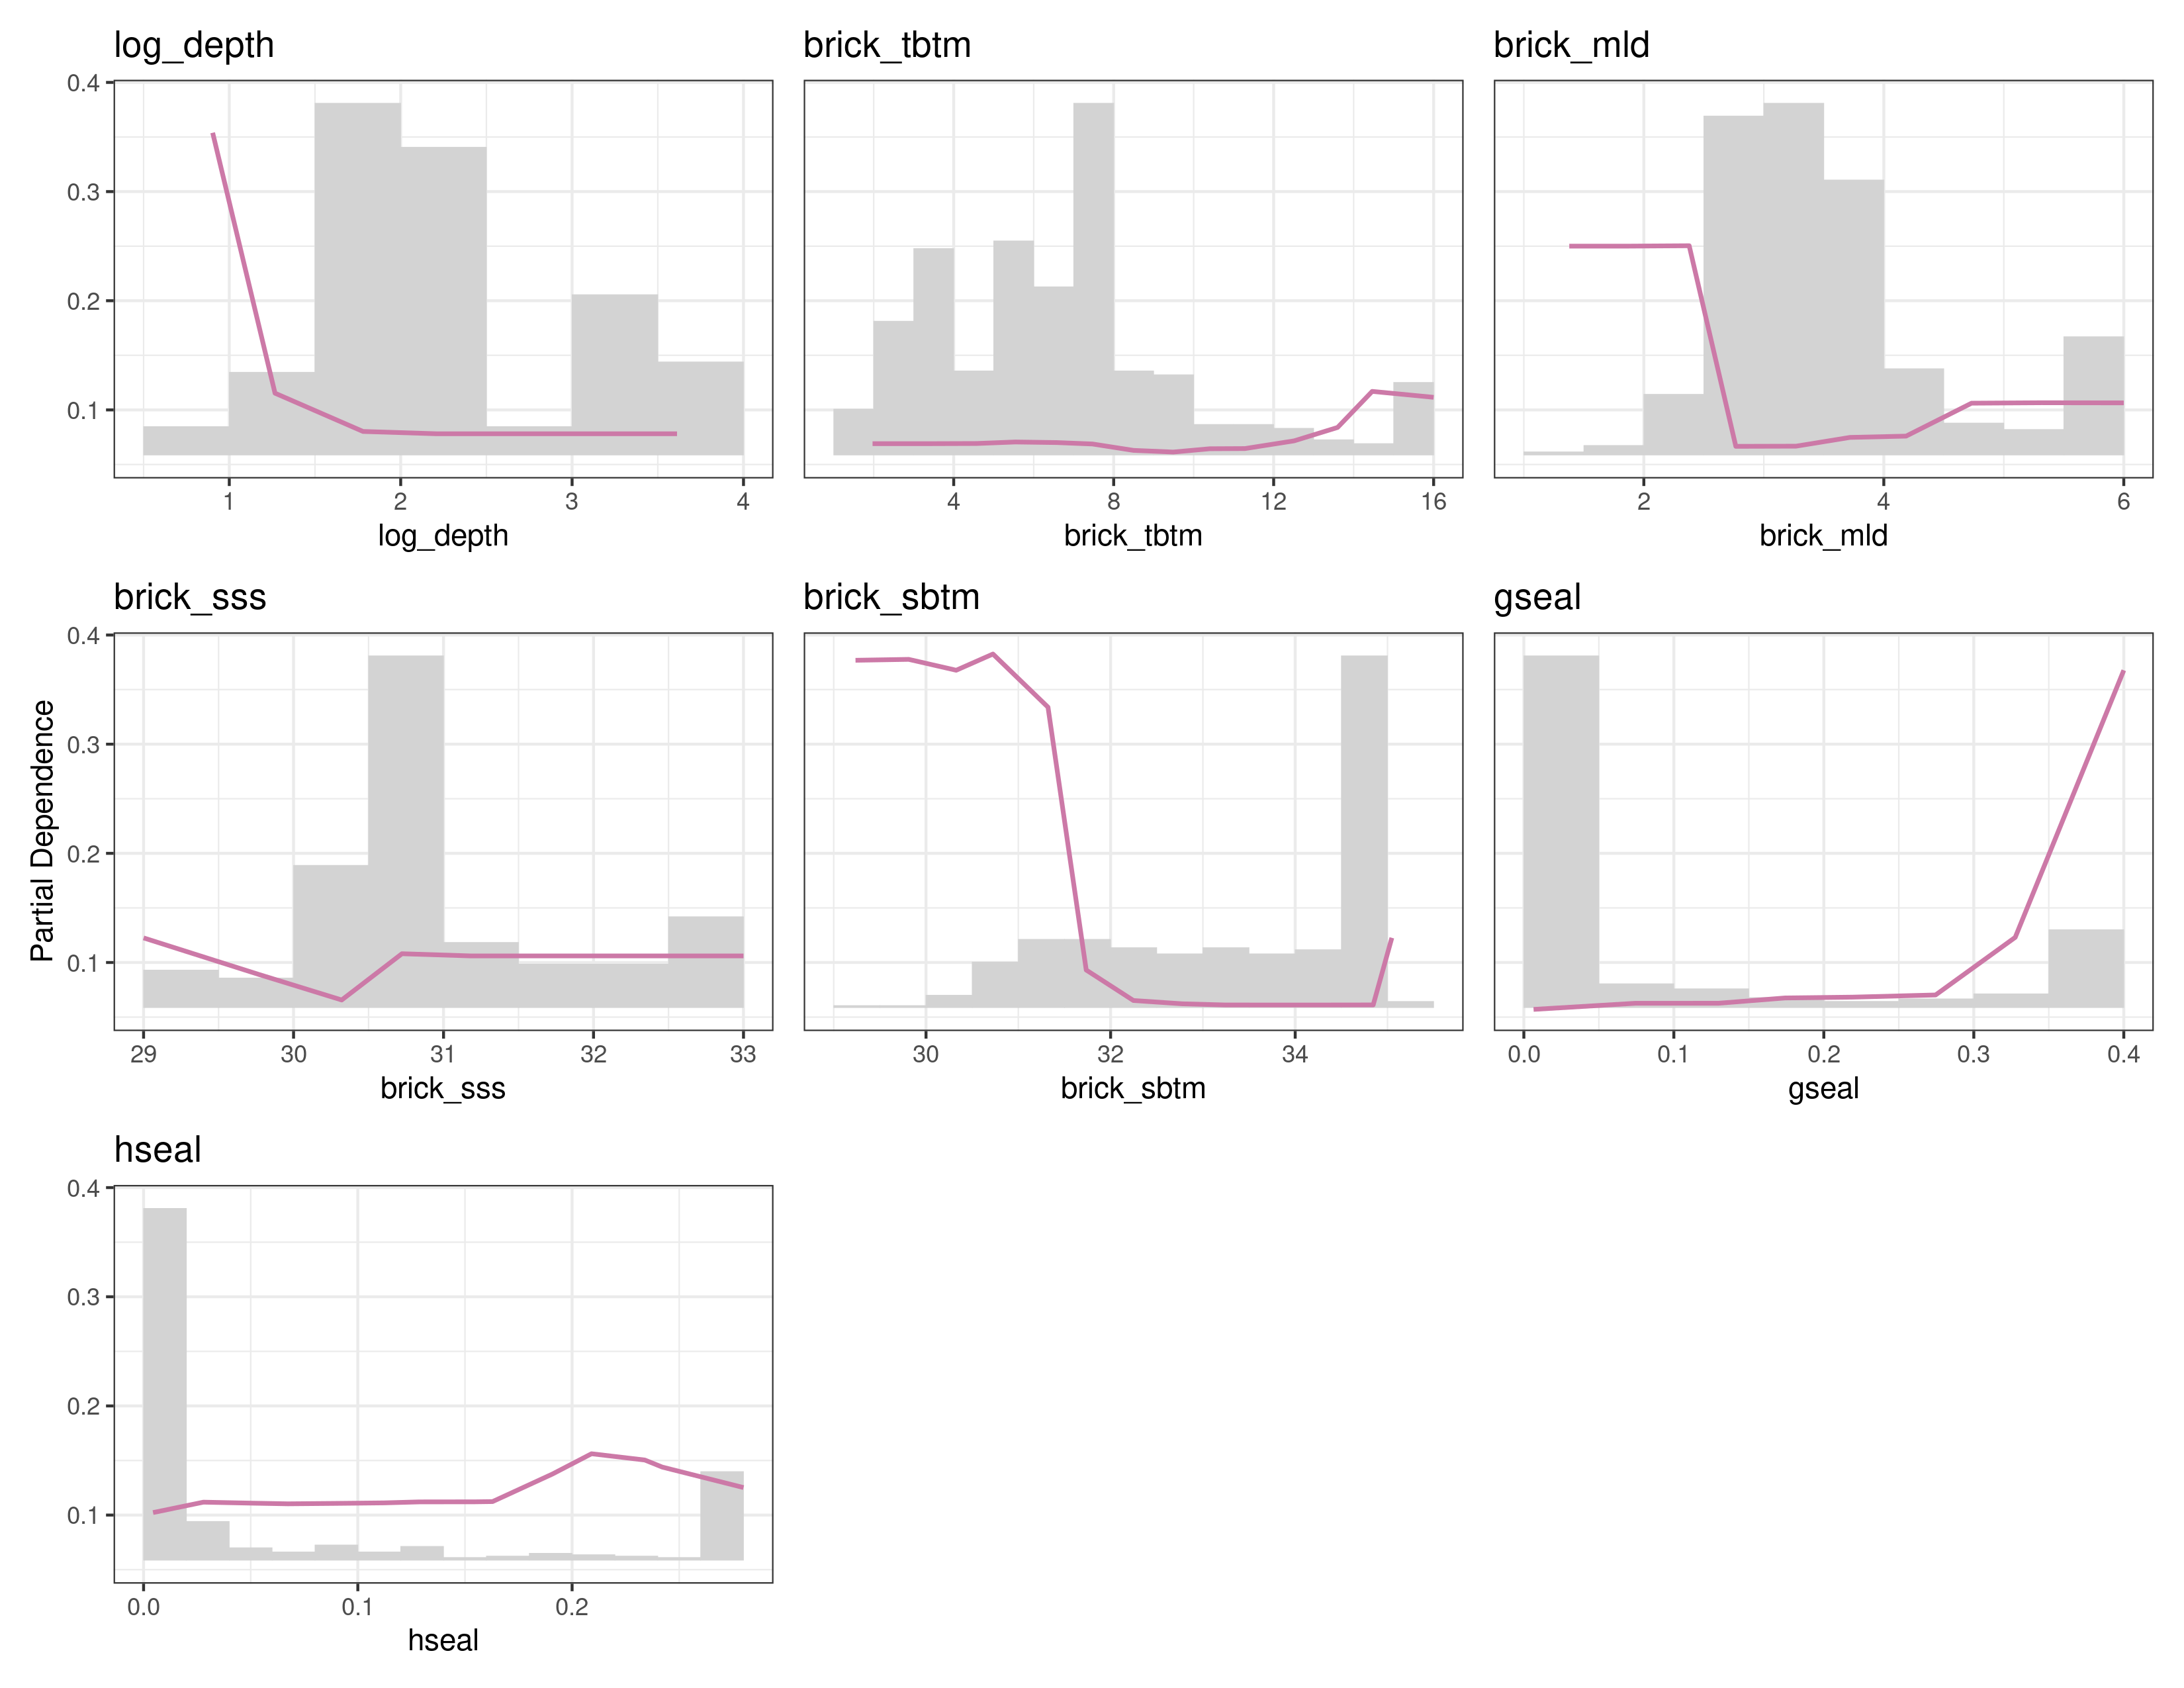 log_depth
brick_tbtm
brick_mld
0.4
0.3
0.2
0.1
1 2 3 4
4 8 12 16
2 4 6
log_depth
brick_tbtm
brick_mld
brick_sss
brick_sbtm
gseal
Partial Dependence
0.4
0.3
0.2
0.1
29 30 31 32 33
30 32 34
0.0 0.1 0.2 0.3 0.4
brick_sss
brick_sbtm
gseal
hseal
0.4
0.3
0.2
0.1
0.0 0.1 0.2
hseal